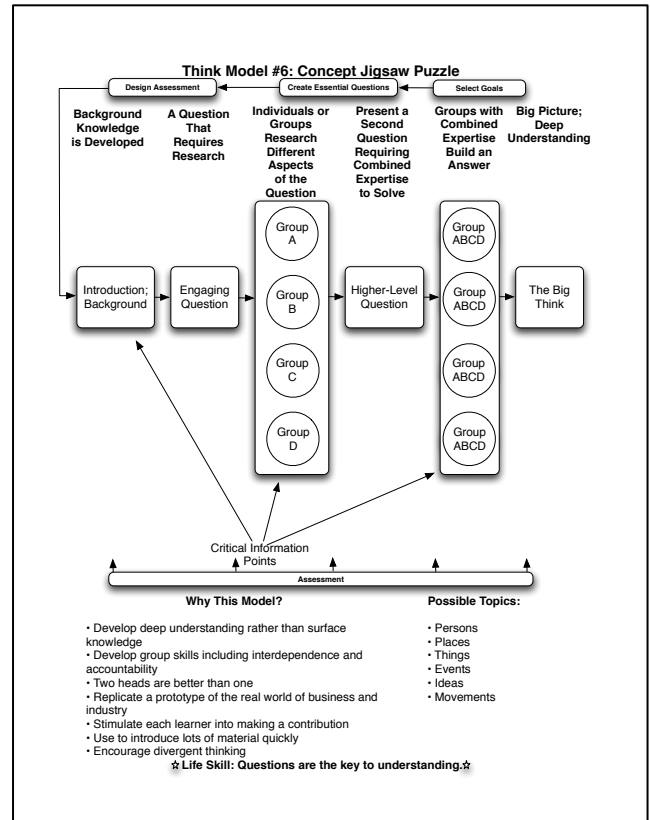 Think Model #6: Concept Jigsaw Puzzle
Design Assessment
Create Essential Questions
Select Goals
Background
Knowledge
is Developed
A Question
That
Requires
Research
Individuals or
Groups
Research
Different
Aspects
of the
Question
Present a
Second
Question
Requiring
Combined
Expertise
to Solve
Groups with
Combined
Expertise
Build an
Answer
Big Picture;
Deep
Understanding
Introduction;
Background
Engaging
Question
Group
A
Group
B
Group
C
Group
D
Higher-Level
Question
Group
ABCD
Group
ABCD
Group
ABCD
Group
ABCD
The Big
Think
Critical Information
Points
Assessment
Why This Model?
• Develop deep understanding rather than surface
knowledge
• Develop group skills including interdependence and
accountability
• Two heads are better than one
• Replicate a prototype of the real world of business and
industry
• Stimulate each learner into making a contribution
• Use to introduce lots of material quickly
• Encourage divergent thinking
Possible Topics:
• Persons
• Places
• Things
• Events
• Ideas
• Movements
☆Life Skill: Questions are the key to understanding.☆